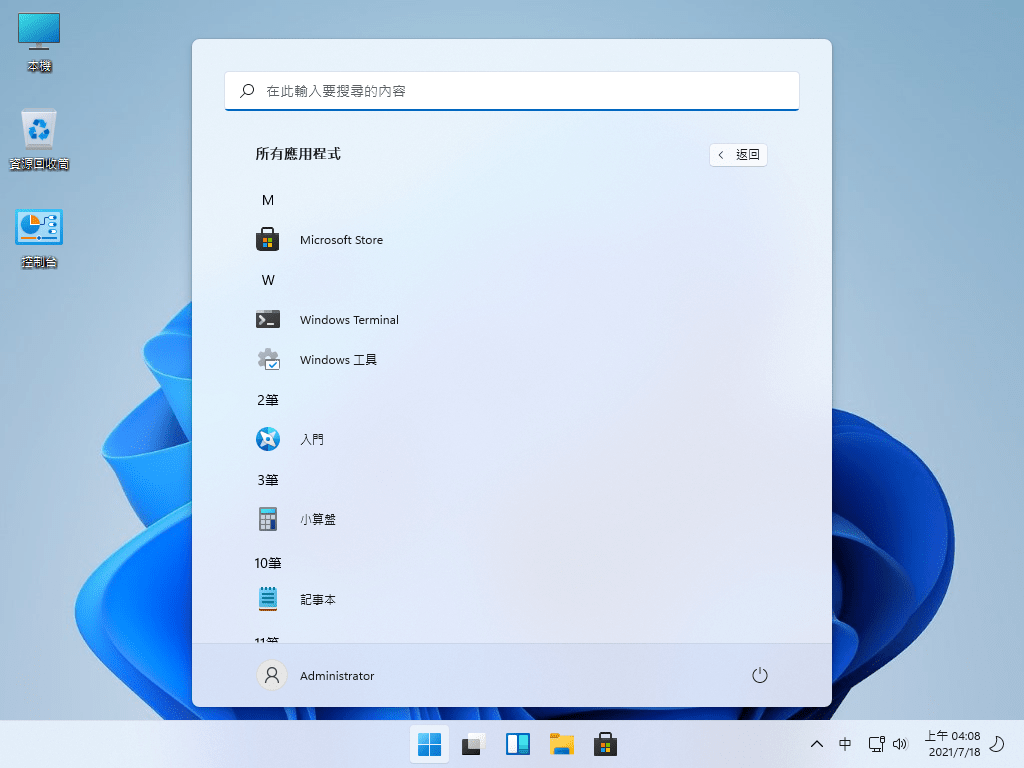 本機
資源回收筒
控制台
在此輸入要搜尋的內容
所有應用程式
返回
M
Microsoft Store
W
Windows Terminal
Windows 工具
2筆
入門
3筆
小算盤
10筆
記事本
11筆
Administrator
中
上午 04:08
2021/7/18